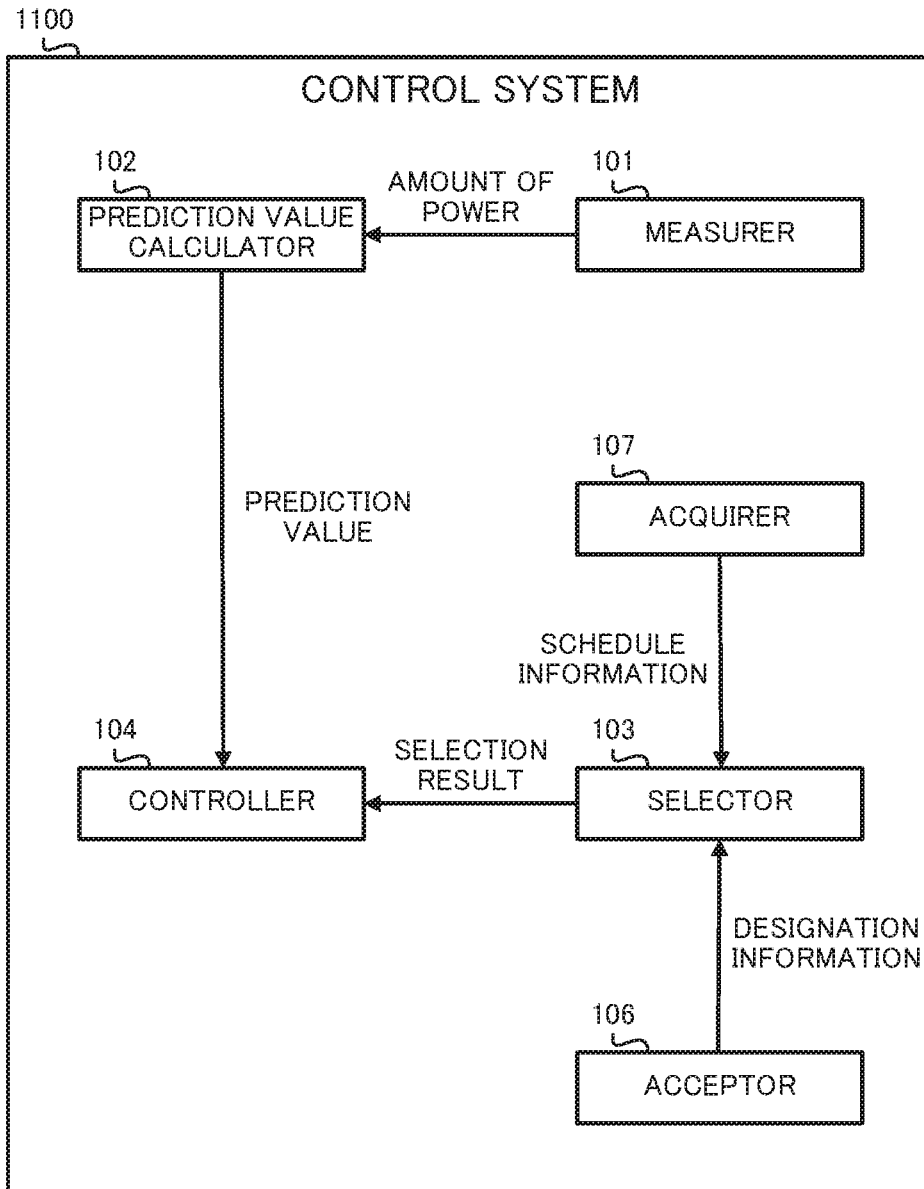 1100
CONTROL SYSTEM
102
PREDICTION VALUE
CALCULATOR
AMOUNT OF
POWER
101
MEASURER
PREDICTION
VALUE
107
ACQUIRER
SCHEDULE
INFORMATION
104
CONTROLLER
SELECTION
RESULT
103
SELECTOR
DESIGNATION
INFORMATION
106
ACCEPTOR